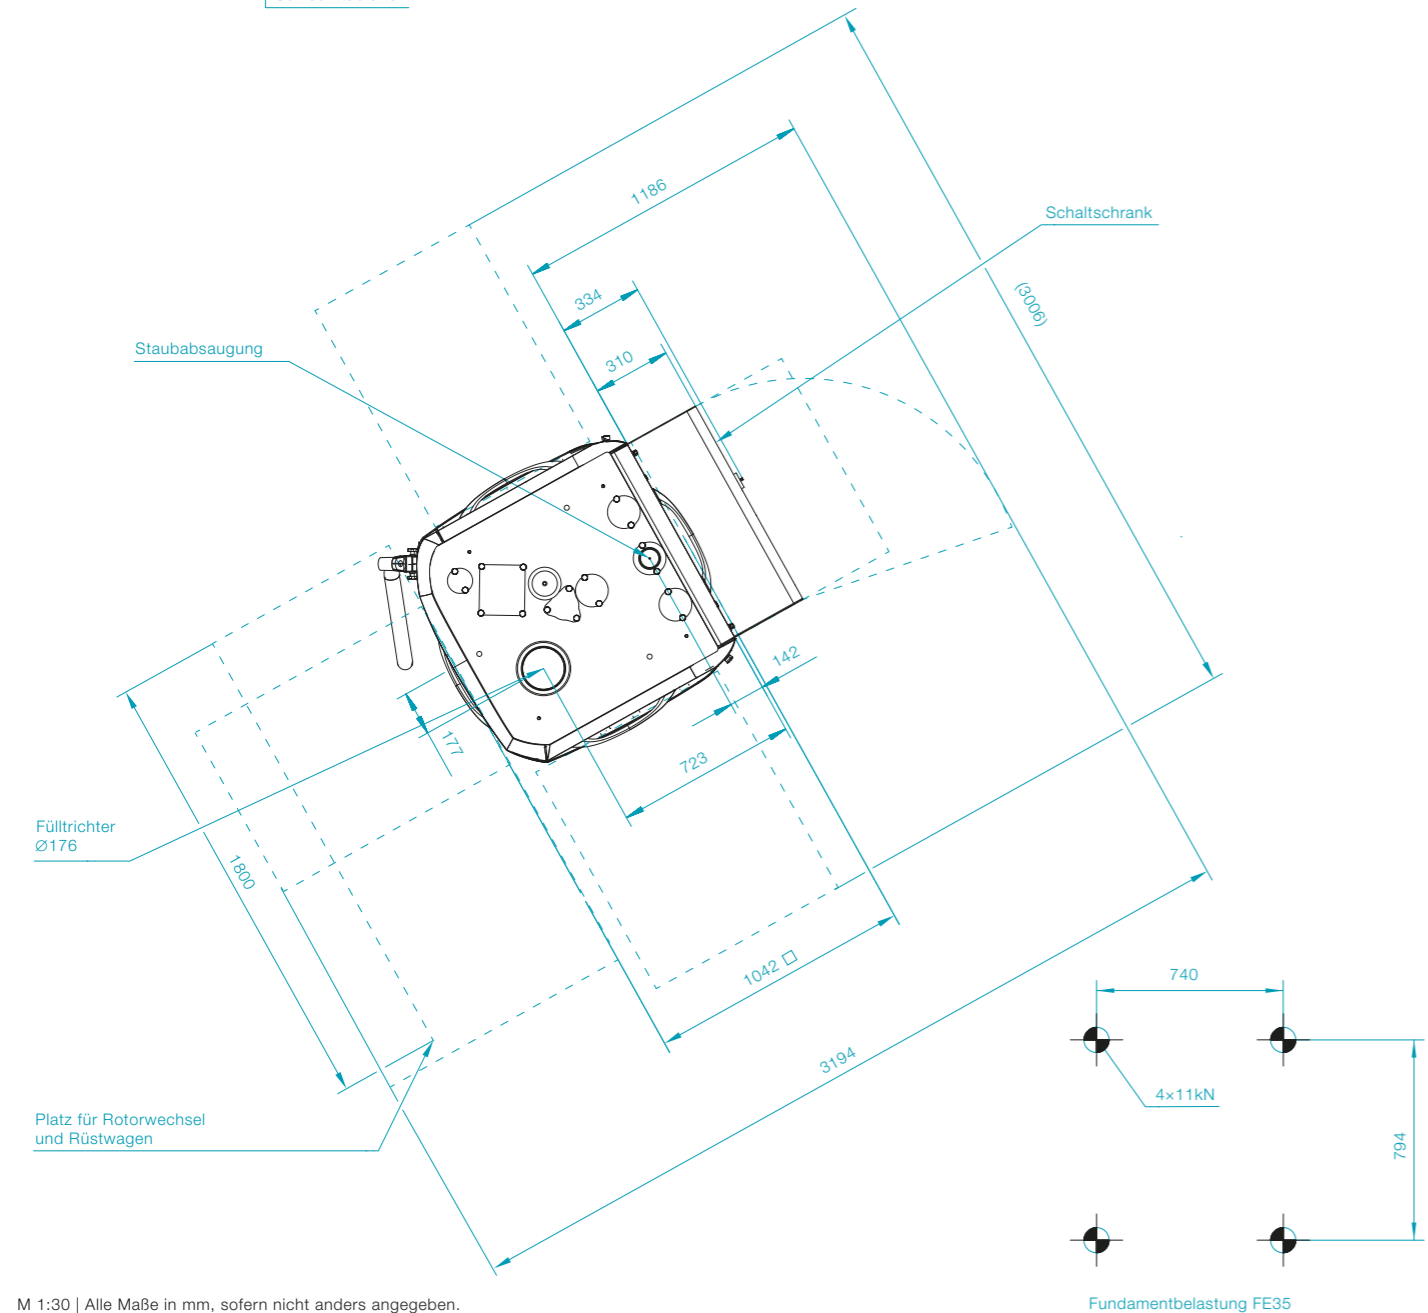 1186
Schaltschrank
334
(3006)
310
Staubabsaugung
142
177
723
Fülltrichter
Ø176
1800
1042 □
740
3194
4×11kN
Platz für Rotorwechsel
und Rüstwagen
794
M 1:30 | Alle Maße in mm, sofern nicht anders angegeben.
Fundamentbelastung FE35